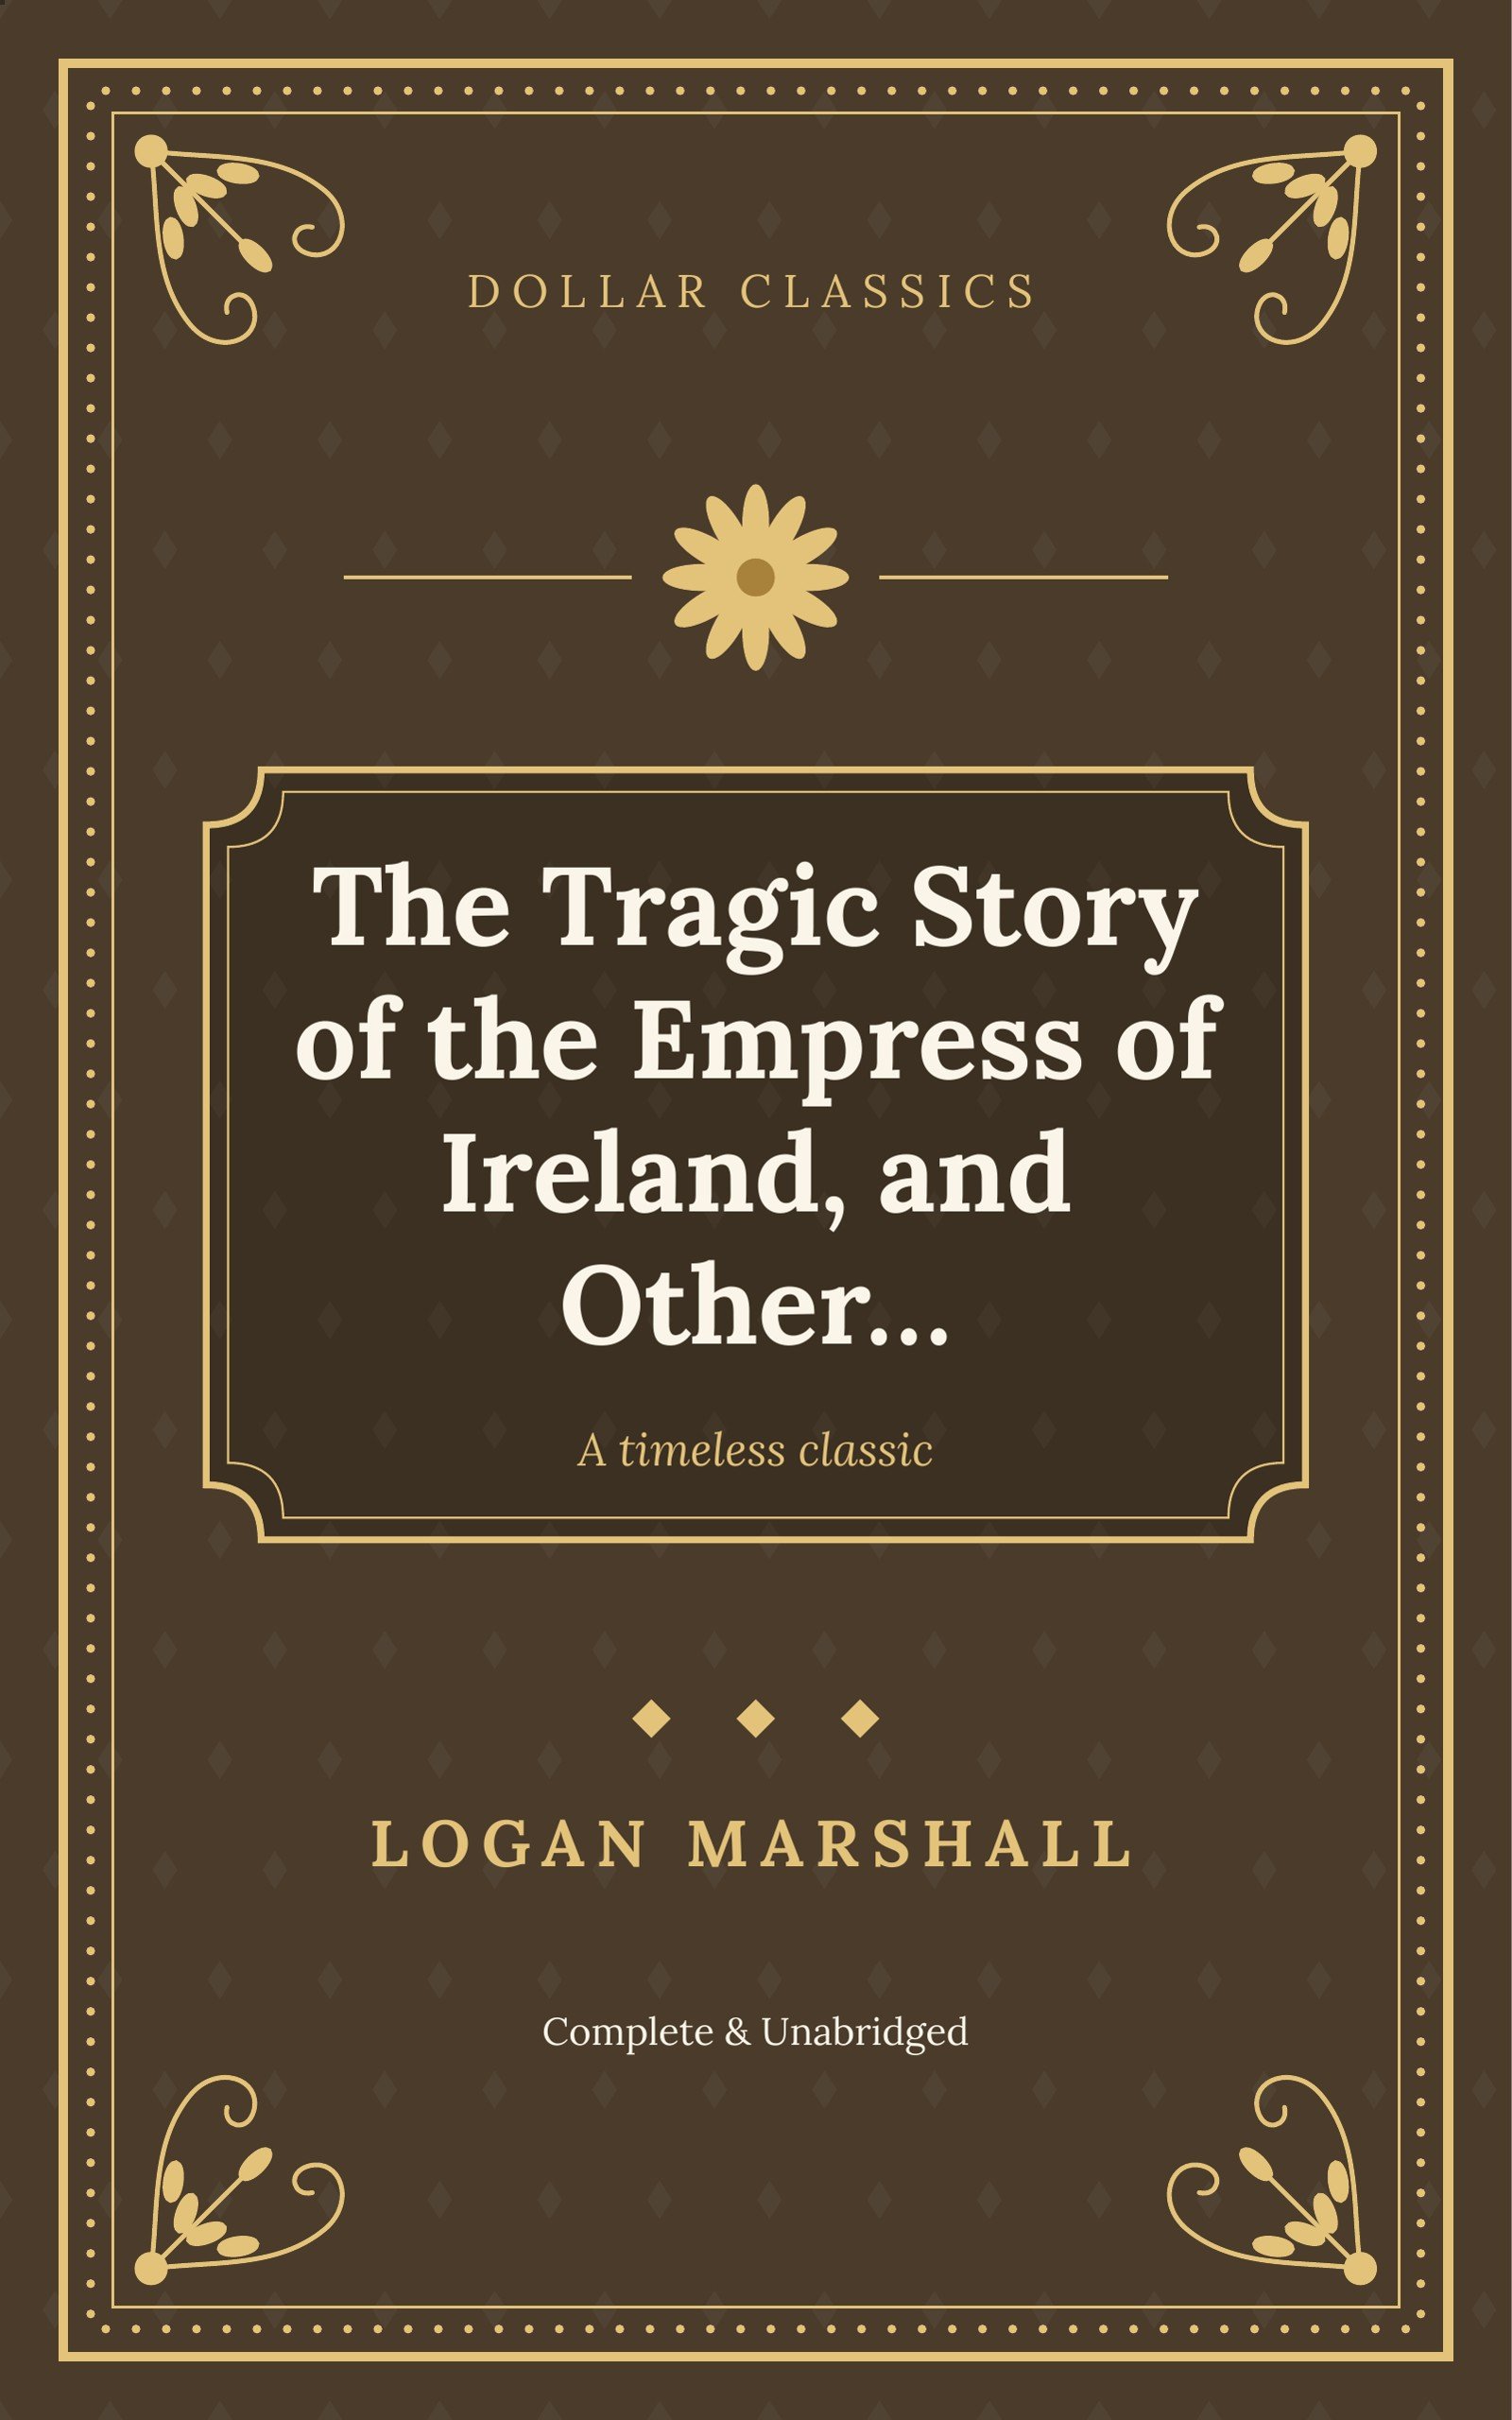 DOLLAR CLASSICS
The Tragic Story
of the Empress of
Ireland, and
Other...
A timeless classic
LOGAN MARSHALL
Complete & Unabridged